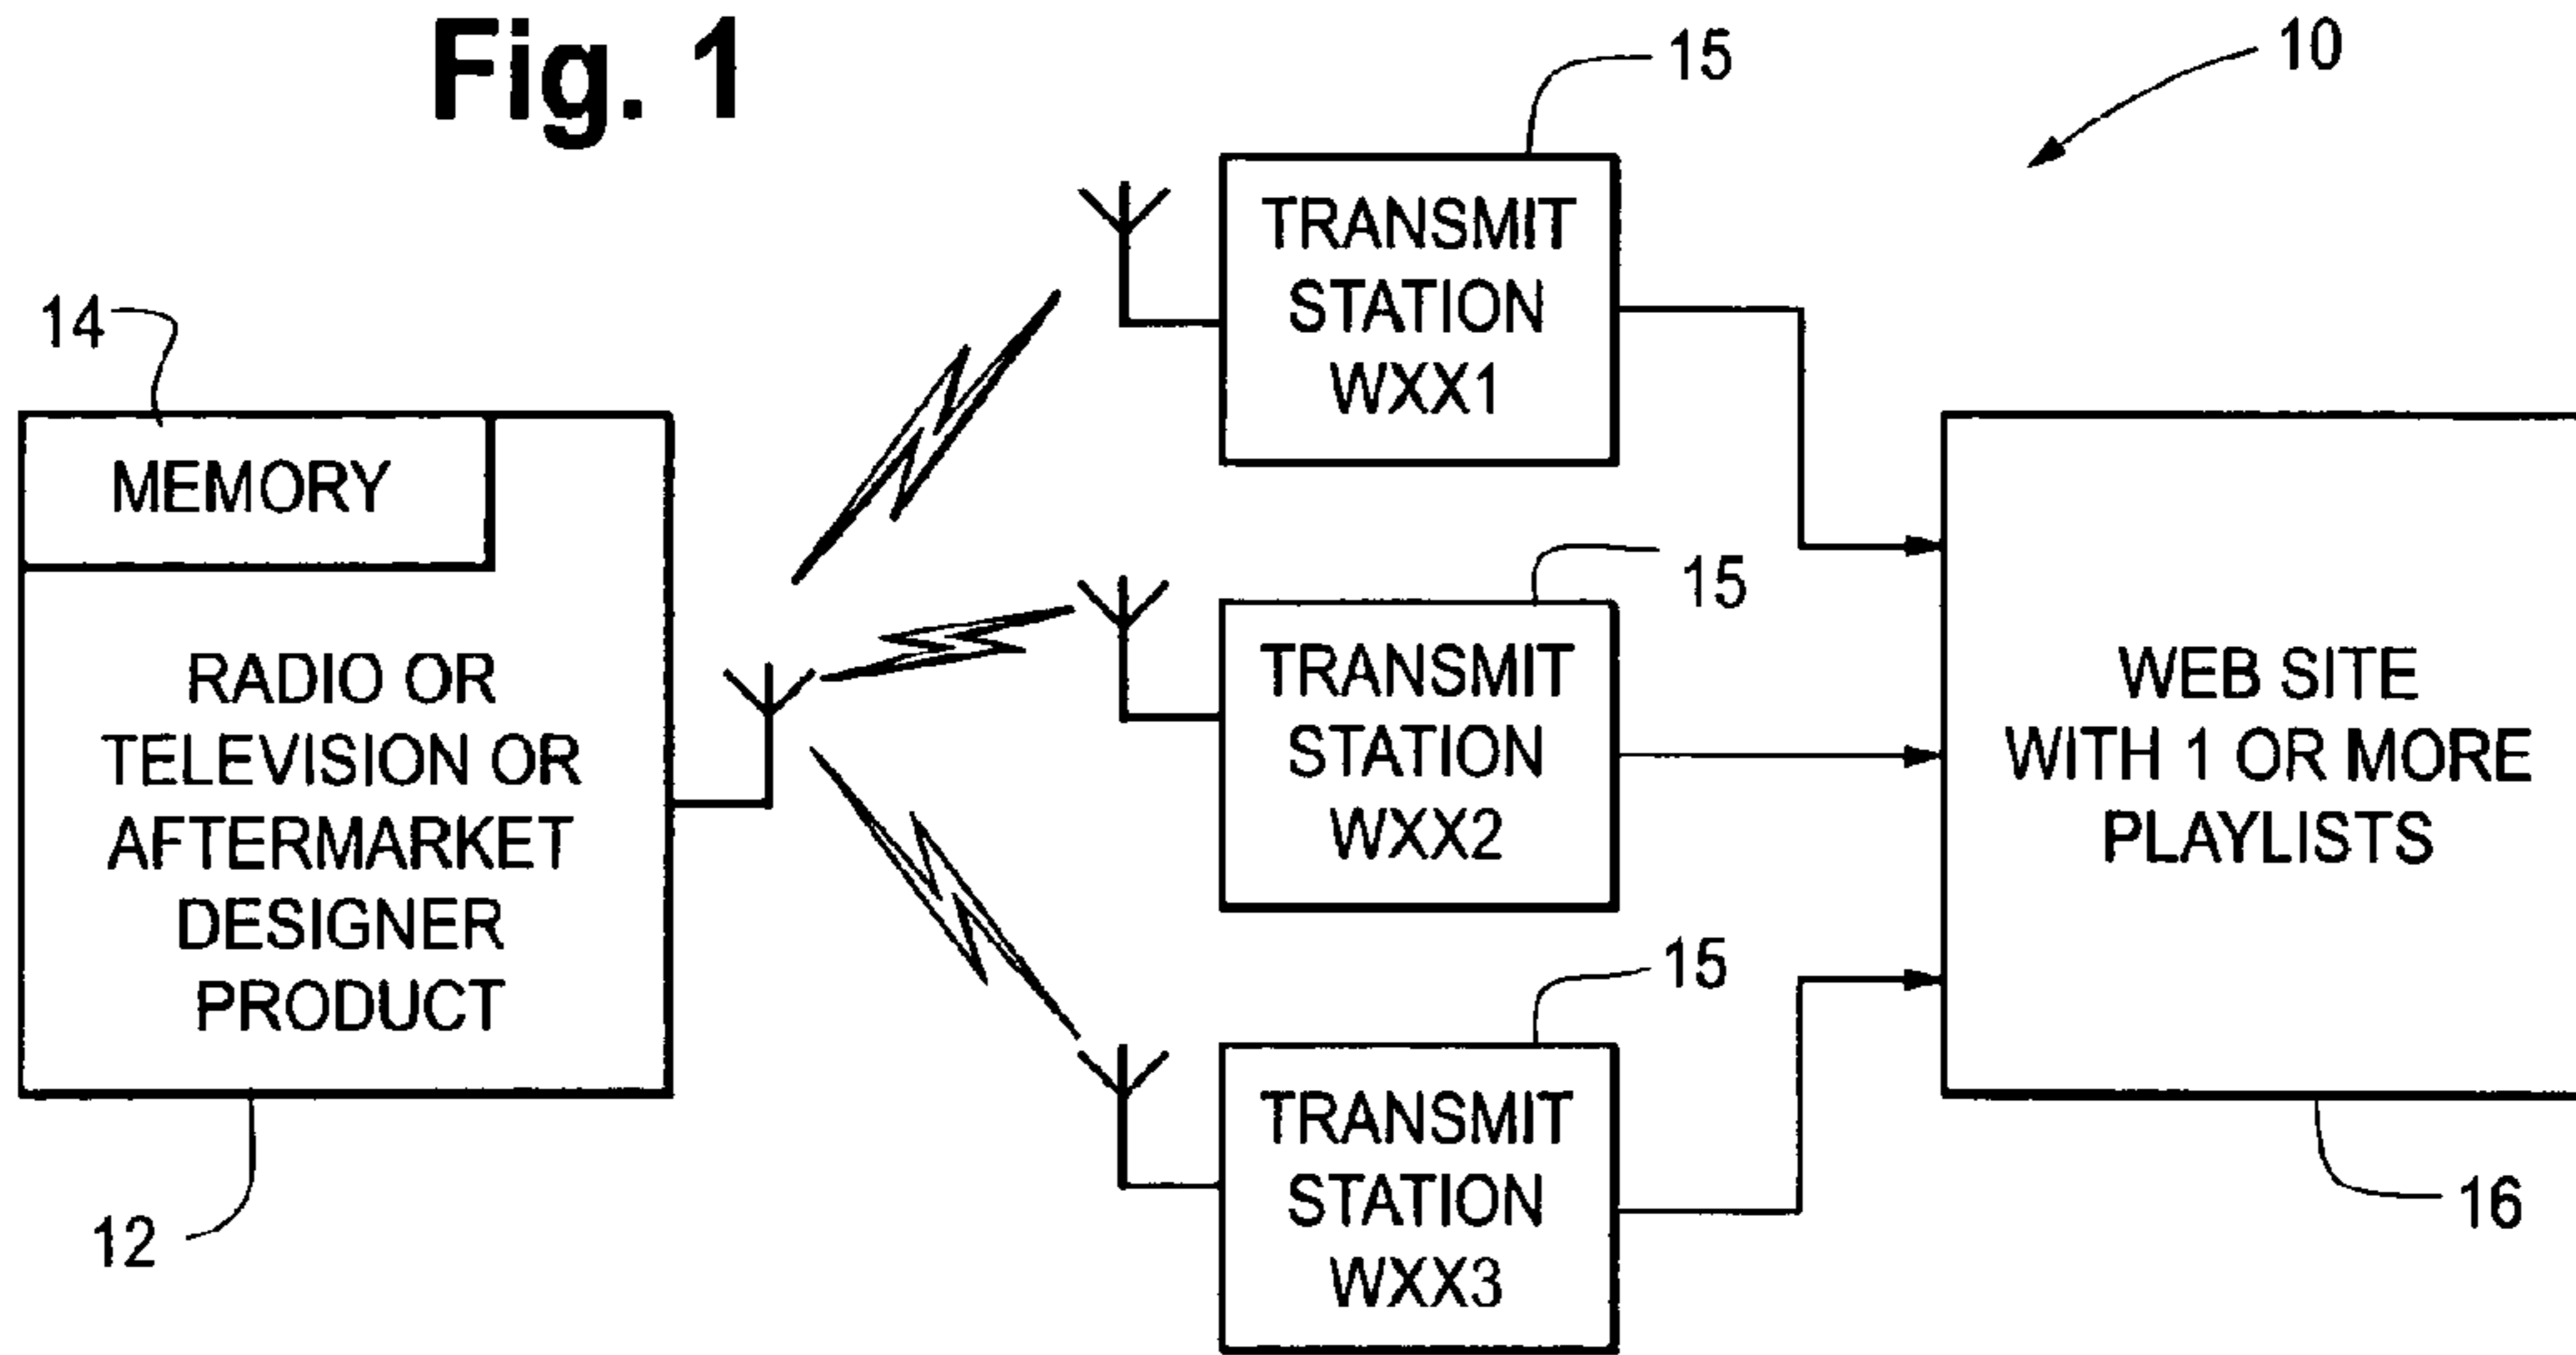 Fig. 1
10
15
TRANSMIT
STATION
WXX1
14
MEMORY
RADIO OR
TELEVISION OR
AFTERMARKET
DESIGNER
PRODUCT
12
15
TRANSMIT
STATION
WXX2
15
TRANSMIT
STATION
WXX3
WEB SITE
WITH 1 OR MORE
PLAYLISTS
16